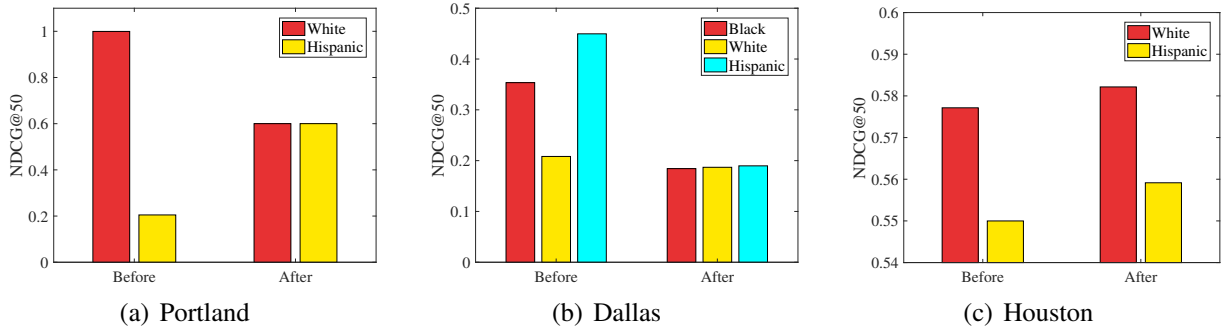 NDCG@50
1
0.8
0.6
0.4
0.2
0
White
Hispanic
Before
After
(a) Portland
NDCG@50
0.5
0.4
0.3
0.2
0.1
0
Black
White
Hispanic
Before
After
(b) Dallas
NDCG@50
0.6
0.59
0.58
0.57
0.56
0.55
0.54
White
Hispanic
Before
After
(c) Houston